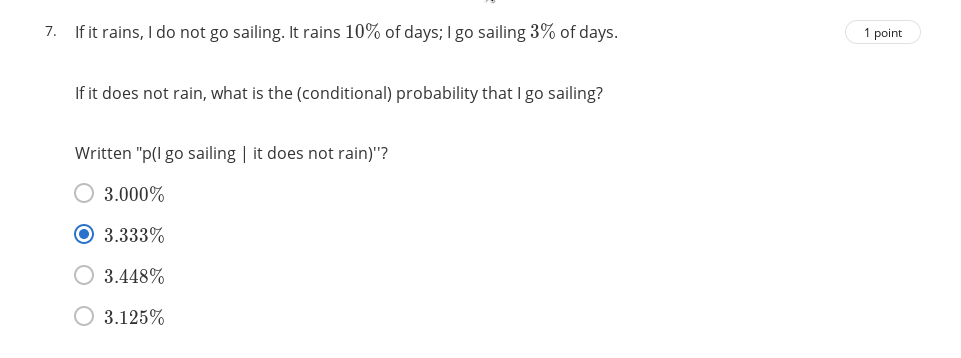 7. If it rains, I do not go sailing. It rains 10% of days; I go sailing 3% of days.
1 point
If it does not rain, what is the (conditional) probability that I go sailing?
Written "p(I go sailing | it does not rain)''?
3.000%
3.333%
3.448%
3.125%